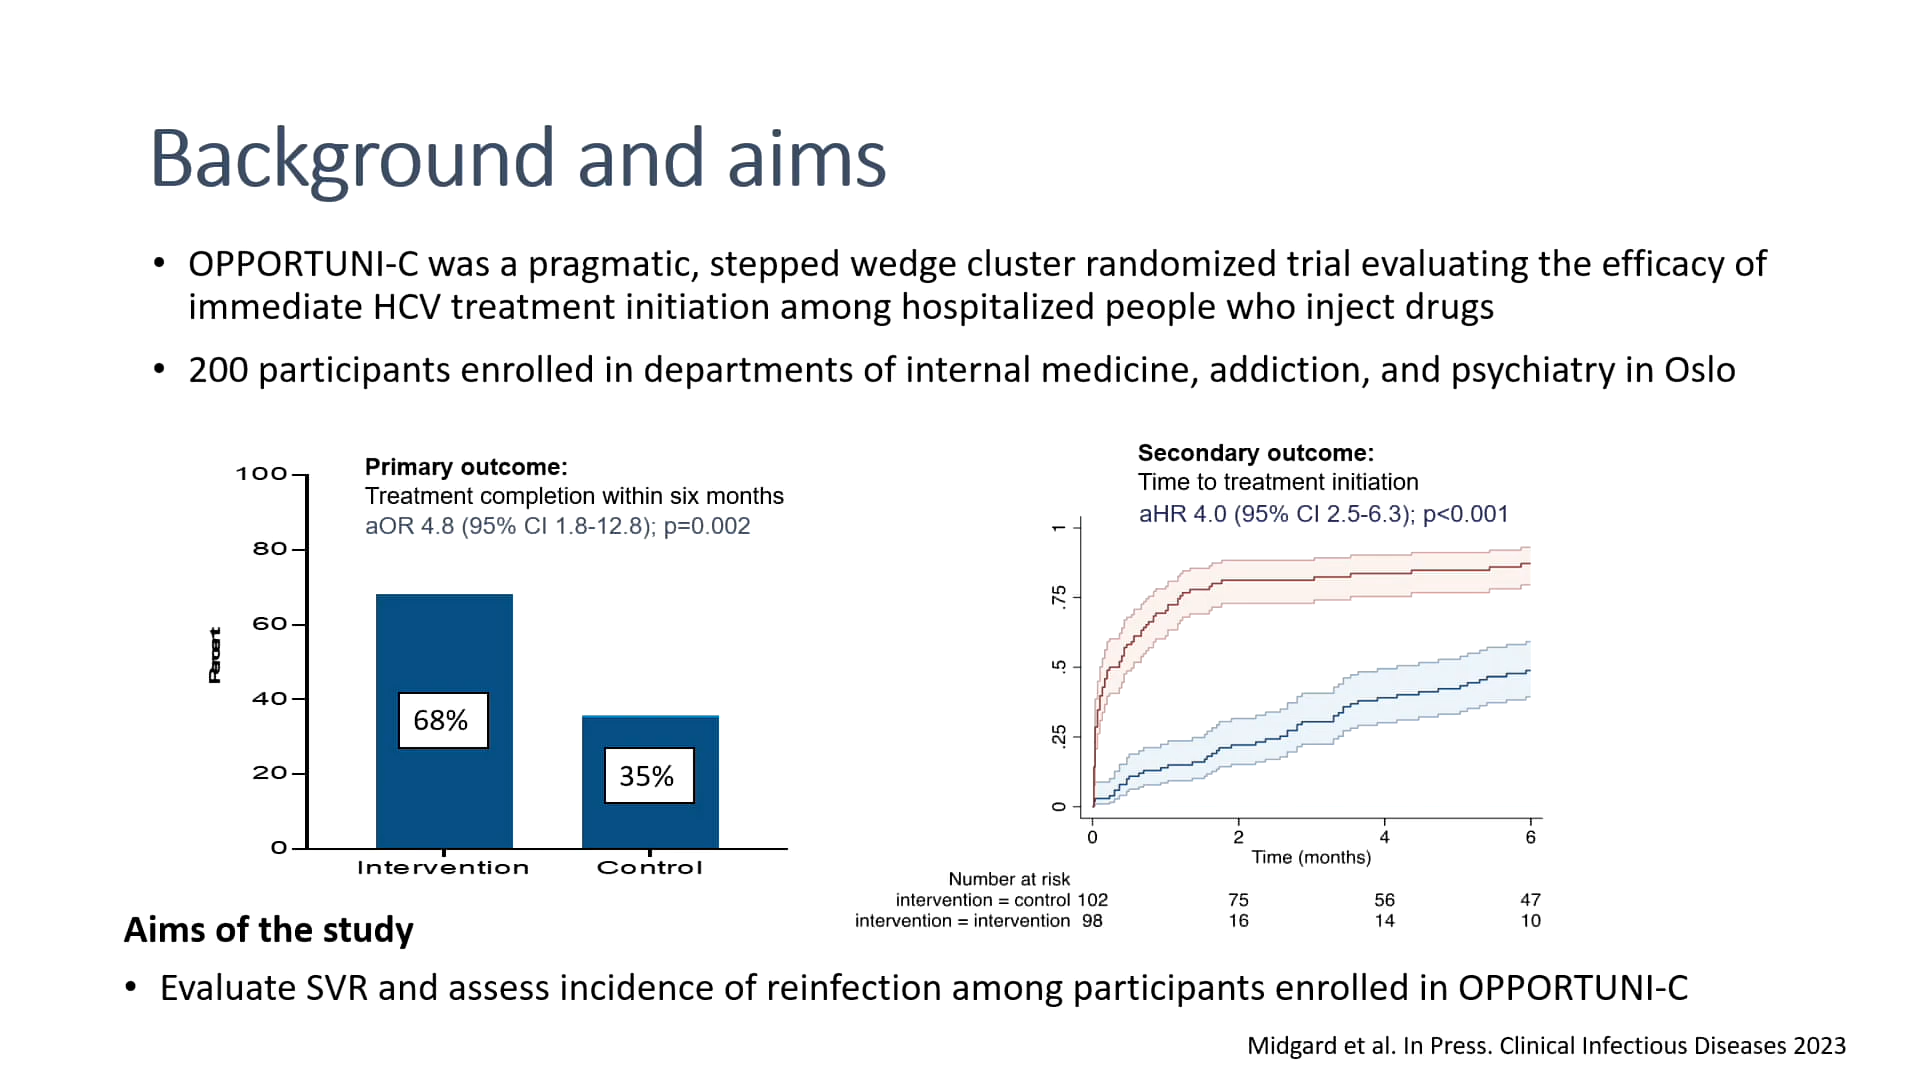 Background and aims
• OPPORTUNI-C was a pragmatic, stepped wedge cluster randomized trial evaluating the efficacy of
immediate HCV treatment initiation among hospitalized people who inject drugs
• 200 participants enrolled in departments of internal medicine, addiction, and psychiatry in Oslo
Primary outcome:
Treatment completion within six months
aOR 4.8 (95% CI 1.8-12.8); p=0.002
100
80
60
40
20
0
Percent
68%
35%
Intervention
Control
Secondary outcome:
Time to treatment initiation
aHR 4.0 (95% CI 2.5-6.3); p<0.001
1
.75
.5
.25
0
0 2 4 6
Time (months)
Number at risk
intervention = control 102 75 56 47
intervention = intervention 98 16 14 10
Aims of the study
• Evaluate SVR and assess incidence of reinfection among participants enrolled in OPPORTUNI-C
Midgard et al. In Press. Clinical Infectious Diseases 2023